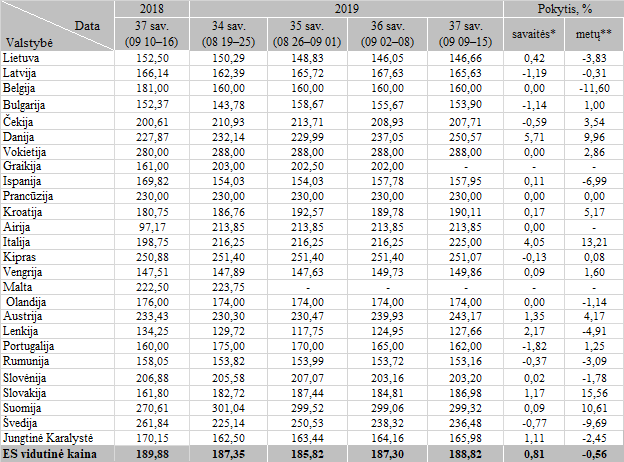 Data 2018 2019 Pokytis, %
Valstybė 37 sav. (09 10–16) 34 sav. (08 19–25) 35 sav. (08 26–09 01) 36 sav. (09 02–08) 37 sav. (09 09–15) savaitės* metų**
Lietuva 152,50 150,29 148,83 146,05 146,66 0,42 -3,83
Latvija 166,14 162,39 165,72 167,63 165,63 -1,19 -0,31
Belgija 181,00 160,00 160,00 160,00 160,00 0,00 -11,60
Bulgarija 152,37 143,78 158,67 155,67 153,90 -1,14 1,00
Čekija 200,61 210,93 213,71 208,93 207,71 -0,59 3,54
Danija 227,87 232,14 229,99 237,05 250,57 5,71 9,96
Vokietija 280,00 288,00 288,00 288,00 288,00 0,00 2,86
Graikija 161,00 203,00 202,50 202,00 - - -
Ispanija 169,82 154,03 154,03 157,78 157,95 0,11 -6,99
Prancūzija 230,00 230,00 230,00 230,00 230,00 0,00 0,00
Kroatija 180,75 186,76 192,57 189,78 190,11 0,17 5,17
Airija 97,17 213,85 213,85 213,85 213,85 0,00 -
Italija 198,75 216,25 216,25 216,25 225,00 4,05 13,21
Kipras 250,88 251,40 251,40 251,40 251,07 -0,13 0,08
Vengrija 147,51 147,89 147,63 149,73 149,86 0,09 1,60
Malta 222,50 223,75 - - - - -
Olandija 176,00 174,00 174,00 174,00 174,00 0,00 -1,14
Austrija 233,43 230,30 230,47 239,93 243,17 1,35 4,17
Lenkija 134,25 129,72 117,75 124,95 127,66 2,17 -4,91
Portugalija 160,00 175,00 170,00 165,00 162,00 -1,82 1,25
Rumunija 158,05 153,82 153,99 153,72 153,16 -0,37 -3,09
Slovėnija 206,88 205,58 207,07 203,16 203,20 0,02 -1,78
Slovakija 161,80 182,72 187,44 184,81 186,98 1,17 15,56
Suomija 270,61 301,04 299,52 299,06 299,32 0,09 10,61
Švedija 261,84 225,14 250,53 238,32 236,48 -0,77 -9,69
Jungtinė Karalystė 170,15 162,50 163,44 164,16 165,98 1,11 -2,45
ES vidutinė kaina 189,88 187,35 185,82 187,30 188,82 0,81 -0,56